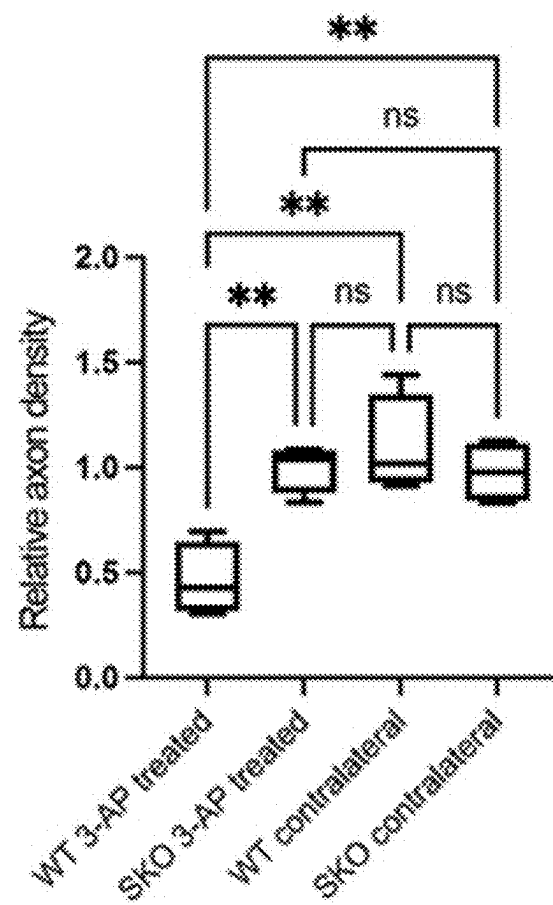 **
ns
**
** ns ns
2.0
1.5
1.0
0.5
0.0
Relative axon density
WT 3-AP treated
SKO 3-AP treated
WT contralateral
SKO contralateral